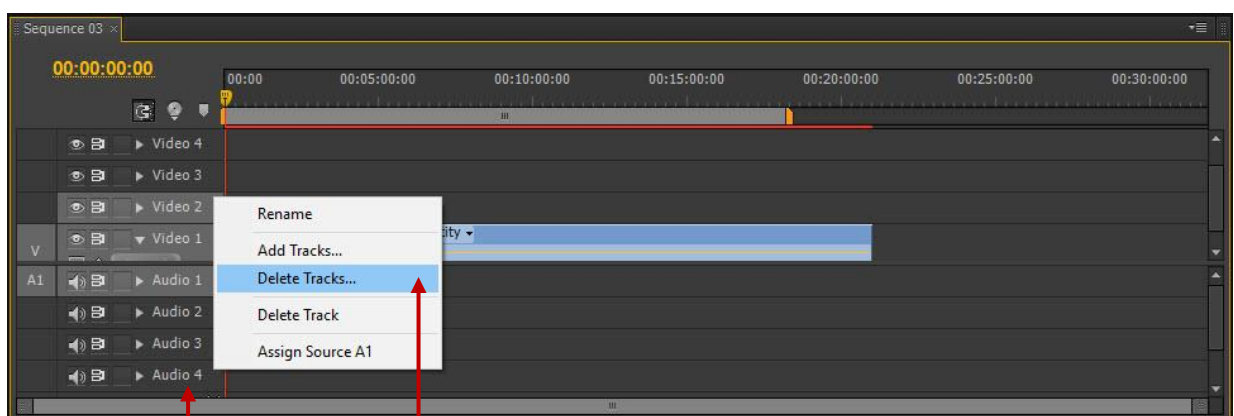 Sequence 03 ×
00:00:00:00
00:00 00:05:00:00 00:10:00:00 00:15:00:00 00:20:00:00 00:25:00:00 00:30:00:00
Video 4
Video 3
Video 2
Rename
V Video 1
Add Tracks...
A1 Audio 1
Delete Tracks...
Audio 2
Delete Track
Audio 3
Assign Source A1
Audio 4